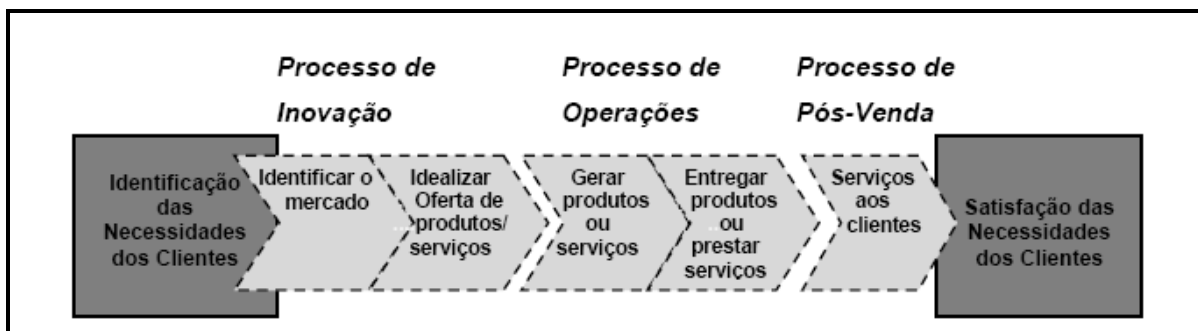 Processo de
Inovação
Processo de
Operações
Processo de
Pós-Venda
Identificação
das
Necessidades
dos Clientes
Identificar o
mercado
Idealizar
Oferta de
produtos/
serviços
Gerar
produtos
ou
serviços
Entregar
produtos
ou
prestar
serviços
Serviços
aos
clientes
Satisfação das
Necessidades
dos Clientes